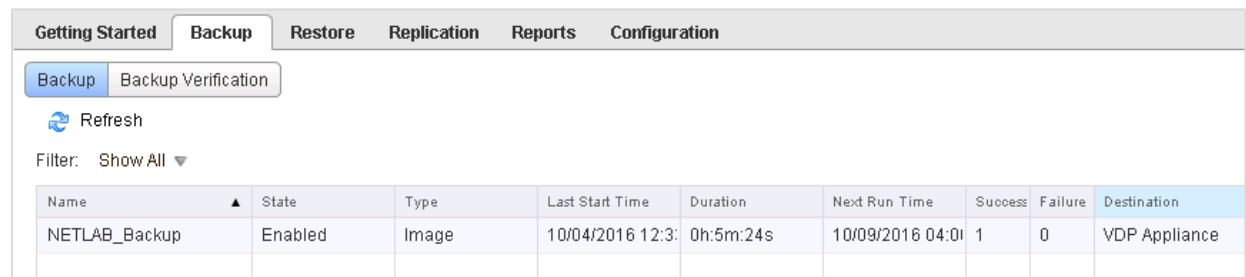 Getting Started Backup Restore Replication Reports Configuration
Backup Backup Verification
Refresh
Filter: Show All
Name State Type Last Start Time Duration Next Run Time Success Failure Destination
NETLAB_Backup Enabled Image 10/04/2016 12:3 0h:5m:24s 10/09/2016 04:0 1 0 VDP Appliance